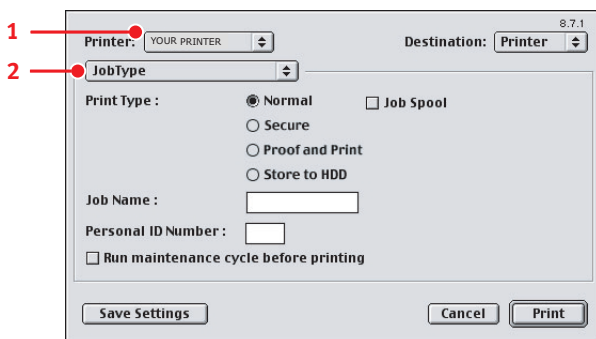 8.7.1
1
Printer: YOUR PRINTER Destination: Printer
2
JobType
Print Type : Normal Job Spool
Secure
Proof and Print
Store to HDD
Job Name :
Personal ID Number :
Run maintenance cycle before printing
Save Settings Cancel Print